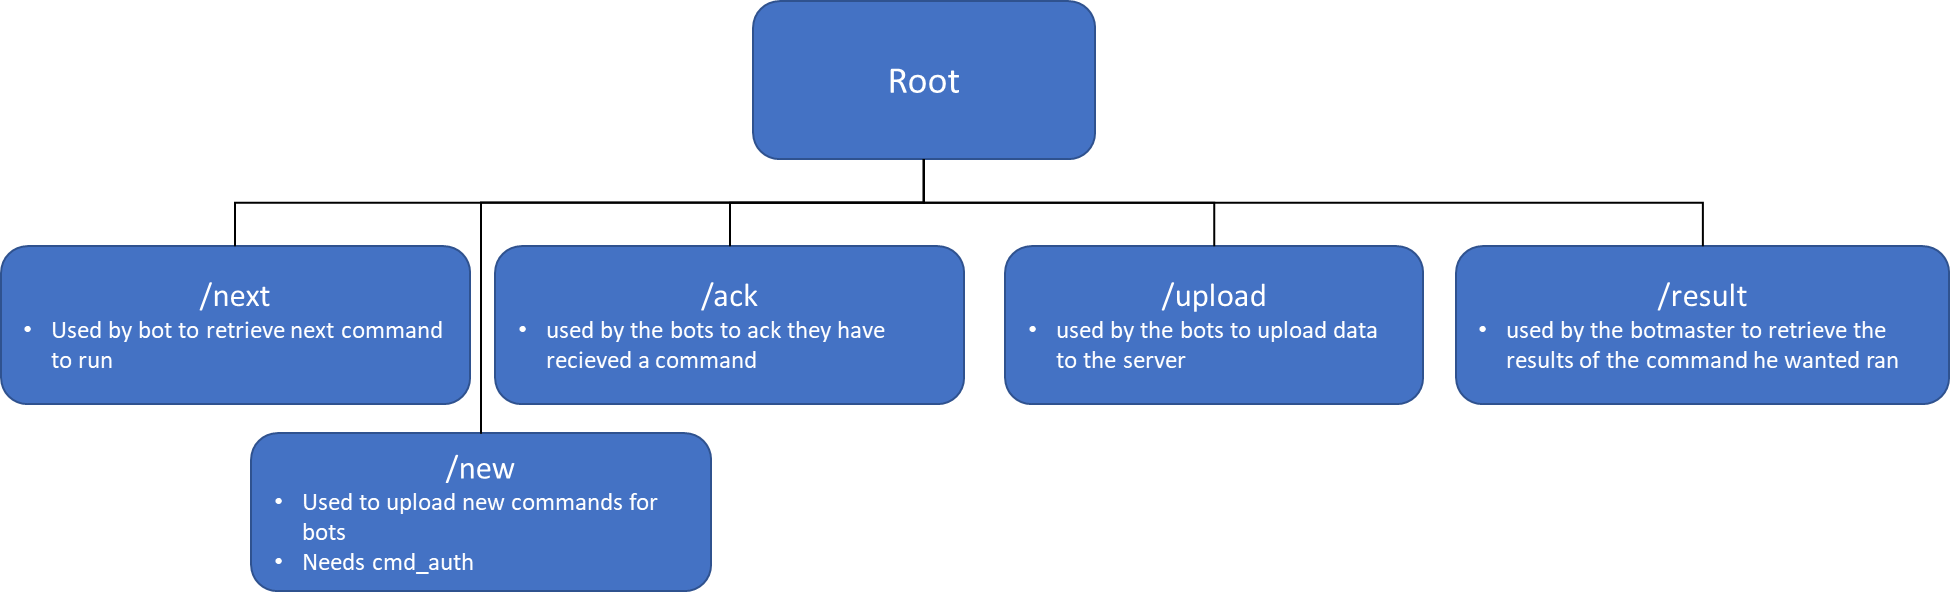 Root
/next
• Used by bot to retrieve next command
to run
/ack
• used by the bots to ack they have
recieved a command
/upload
• used by the bots to upload data
to the server
/result
• used by the botmaster to retrieve the
results of the command he wanted ran
/new
• Used to upload new commands for
bots
• Needs cmd_auth